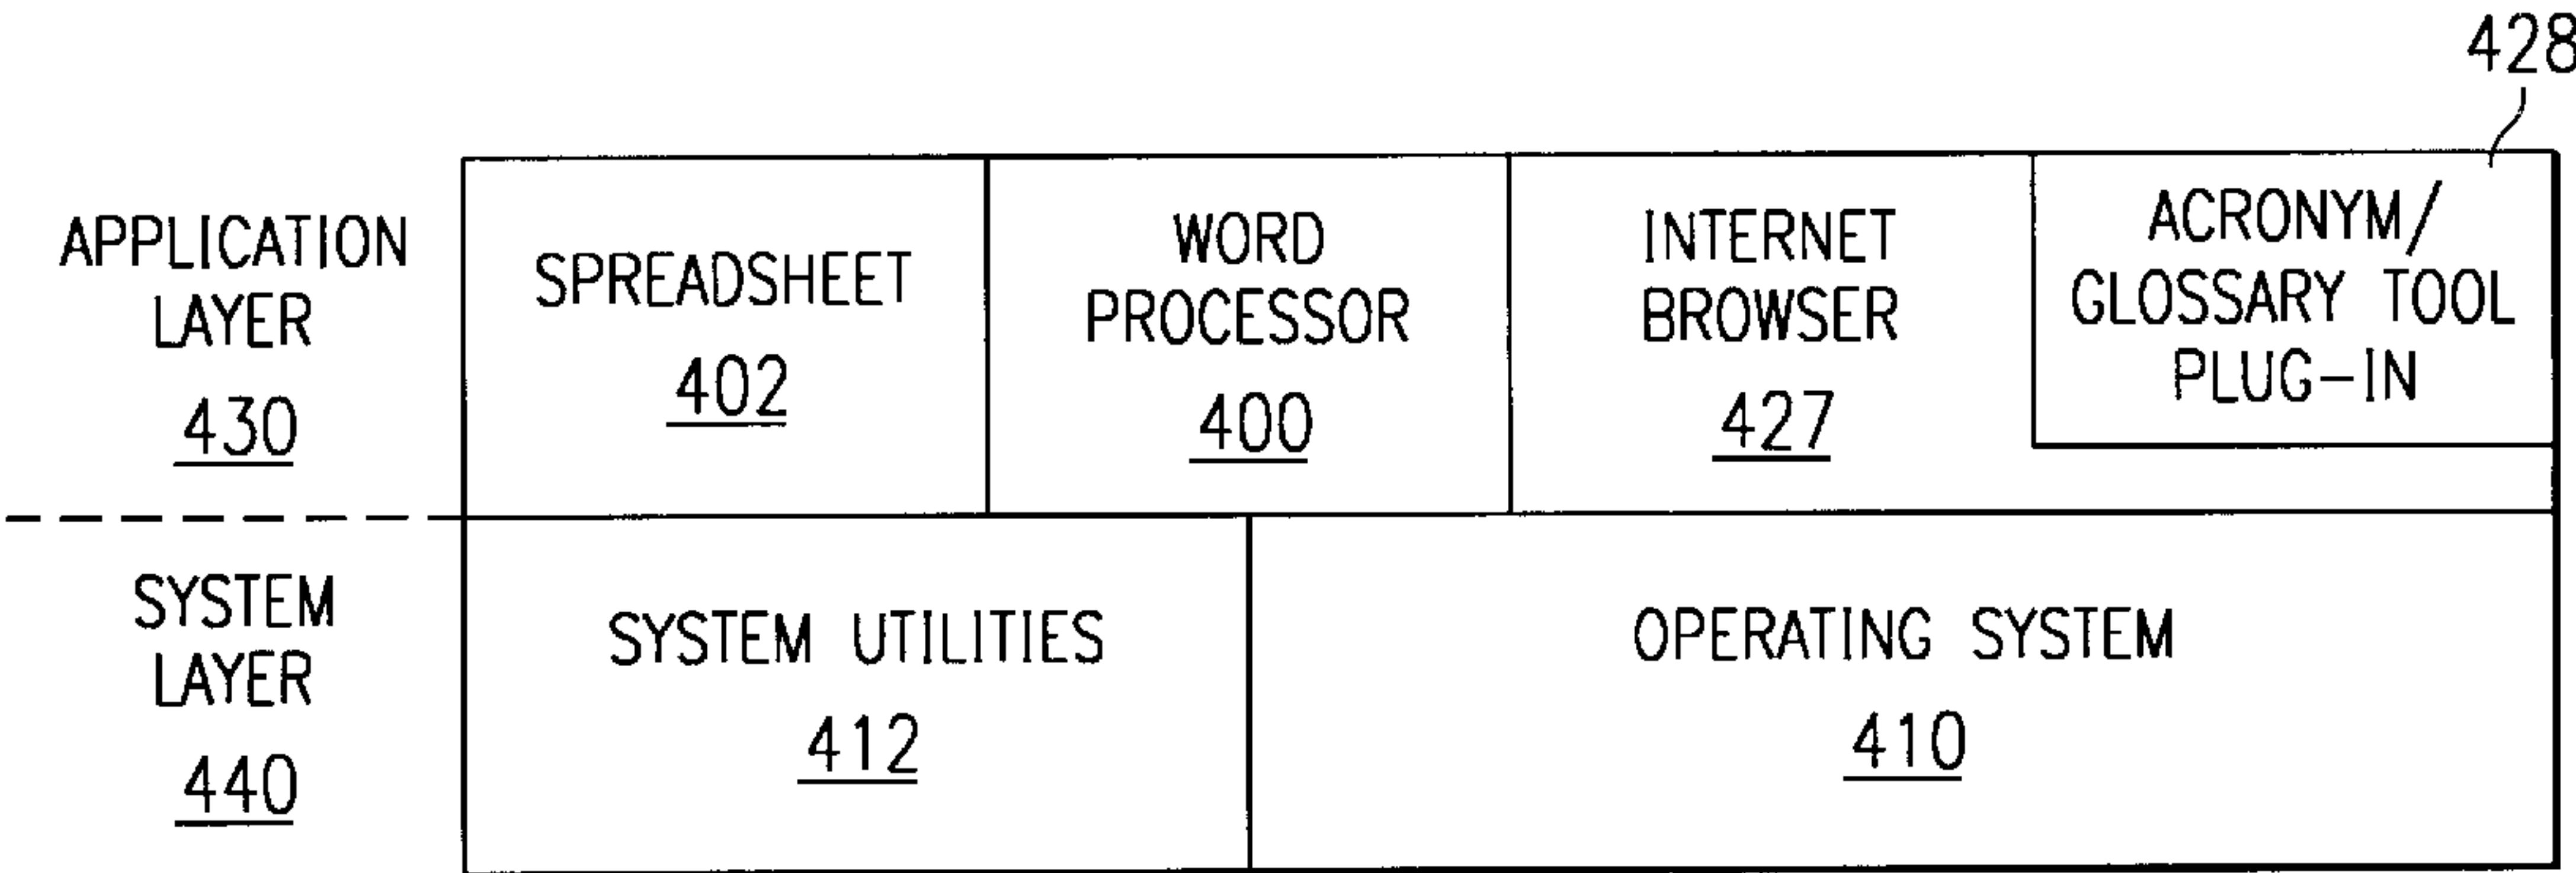 428
APPLICATION
LAYER
430
SPREADSHEET
402
WORD
PROCESSOR
400
INTERNET
BROWSER
427
ACRONYM/
GLOSSARY TOOL
PLUG-IN
SYSTEM
LAYER
440
SYSTEM UTILITIES
412
OPERATING SYSTEM
410